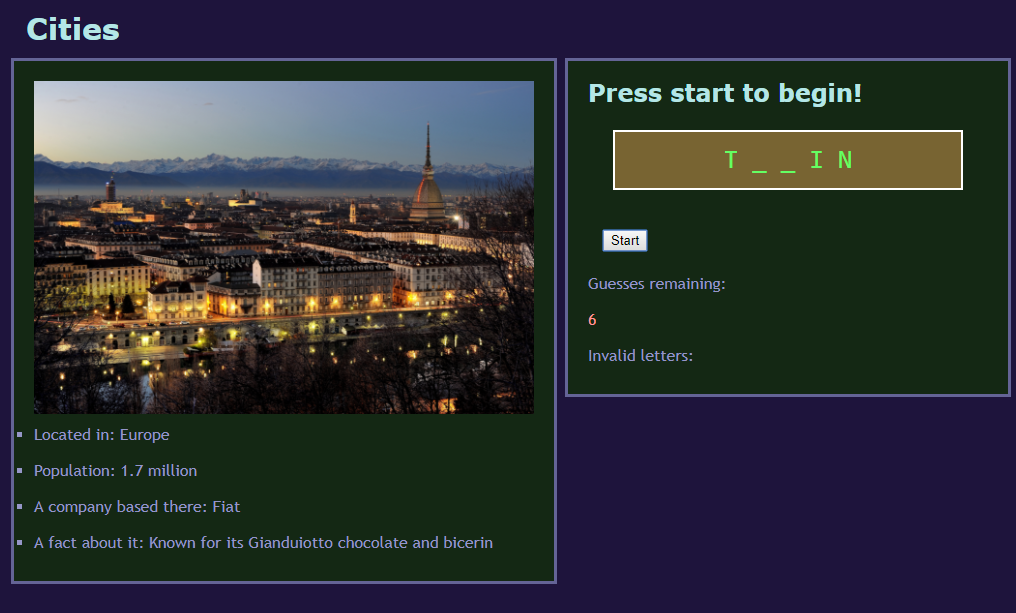 Cities
Located in: Europe
Population: 1.7 million
A company based there: Fiat
A fact about it: Known for its Gianduiotto chocolate and bicerin
Press start to begin!
T _ _ I N
Start
Guesses remaining:
6
Invalid letters: